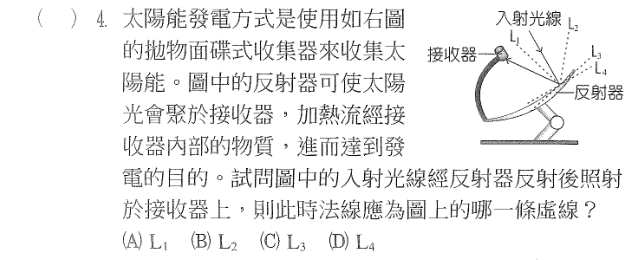 （ ） 4. 太陽能發電方式是使用如右圖
的拋物面碟式收集器來收集太
陽能。圖中的反射器可使太陽
光會聚於接收器，加熱流經接
收器內部的物質，進而達到發
電的目的。試問圖中的入射光線經反射器反射後照射
於接收器上，則此時法線應為圖上的哪一條虛線？
(A) L₁ (B) L₂ (C) L₃ (D) L₄
入射光線
L₁
L₂
接收器
L₃
L₄
反射器